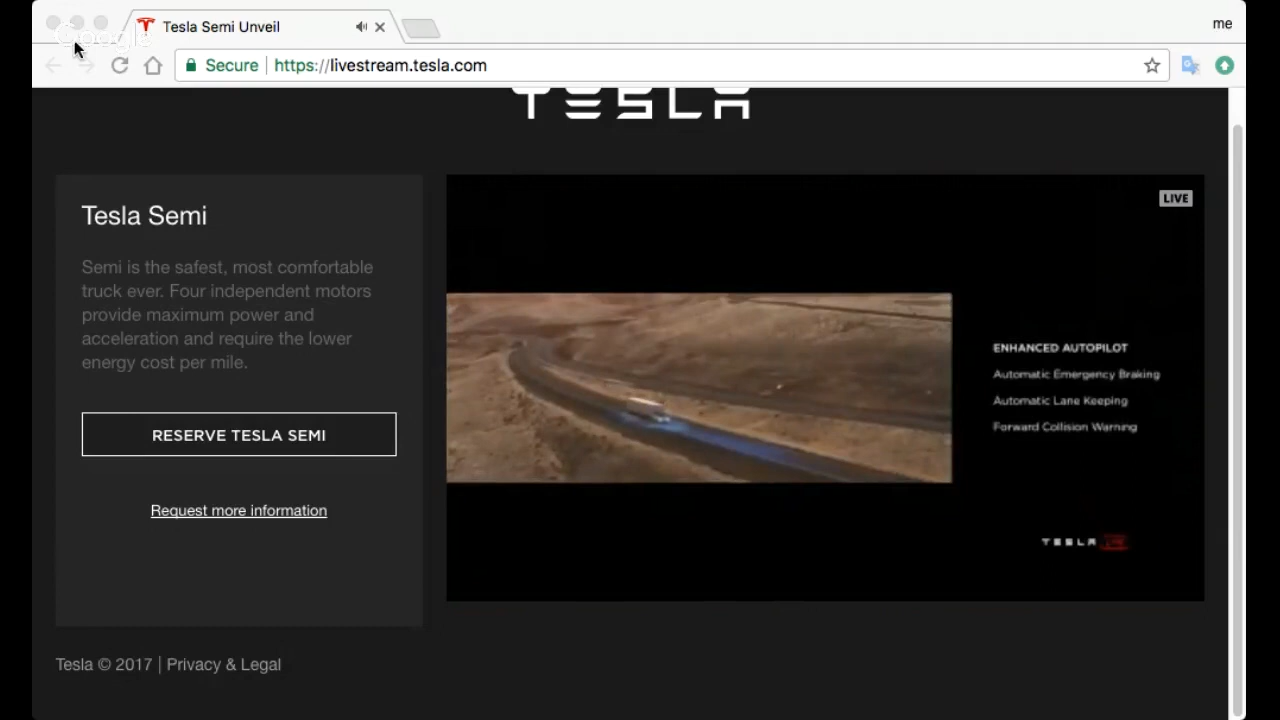 Tesla Semi Unveil
me
Google
Secure
https://livestream.tesla.com
TESLA
LIVE
Tesla Semi
Semi is the safest, most comfortable
truck ever. Four independent motors
provide maximum power and
acceleration and require the lower
energy cost per mile.
RESERVE TESLA SEMI
Request more information
ENHANCED AUTOPILOT
Automatic Emergency Braking
Automatic Lane Keeping
Forward Collision Warning
TESLA
Tesla © 2017 | Privacy & Legal